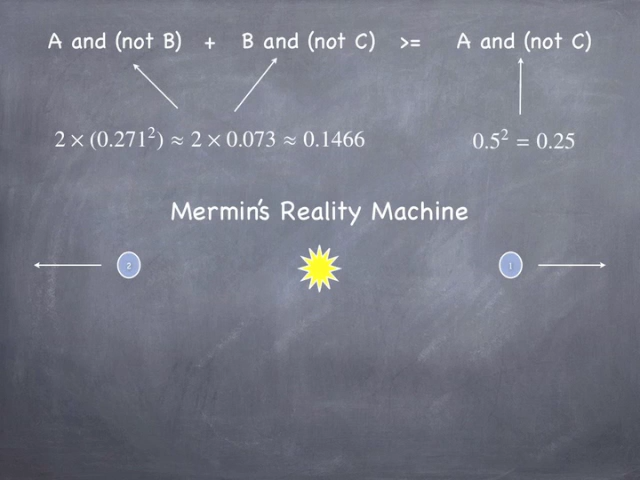 A and (not B) + B and (not C) >= A and (not C)
2 × (0.271²) ≈ 2 × 0.073 ≈ 0.1466 0.5² = 0.25
Mermin's Reality Machine
2 1